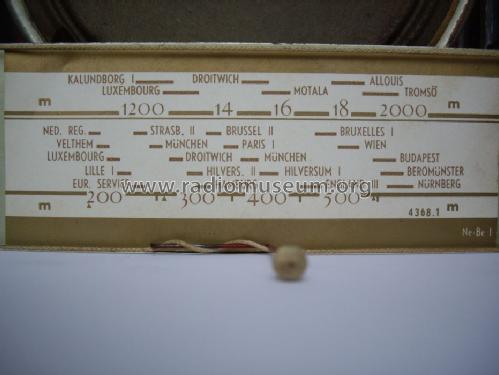 KALUNDBORG I DROITWICH ALLOUIS
LUXEMBOURG MOTALA TROMSÖ
m 1200 14 16 18 2000 m
NED. REG. STRASB. II BRUSSEL II BRUXELLES I
VELTHEM MÜNCHEN PARIS I WIEN
LUXEMBOURG DROITWICH MÜNCHEN BUDAPEST
LILLE I HILVERS. II HILVERSUM I BEROMÜNSTER
EUR. SERVICE NÜRNBERG
www.radiomuseum.org
m 200 300 400 500 m
4368.1
Ne-Be I